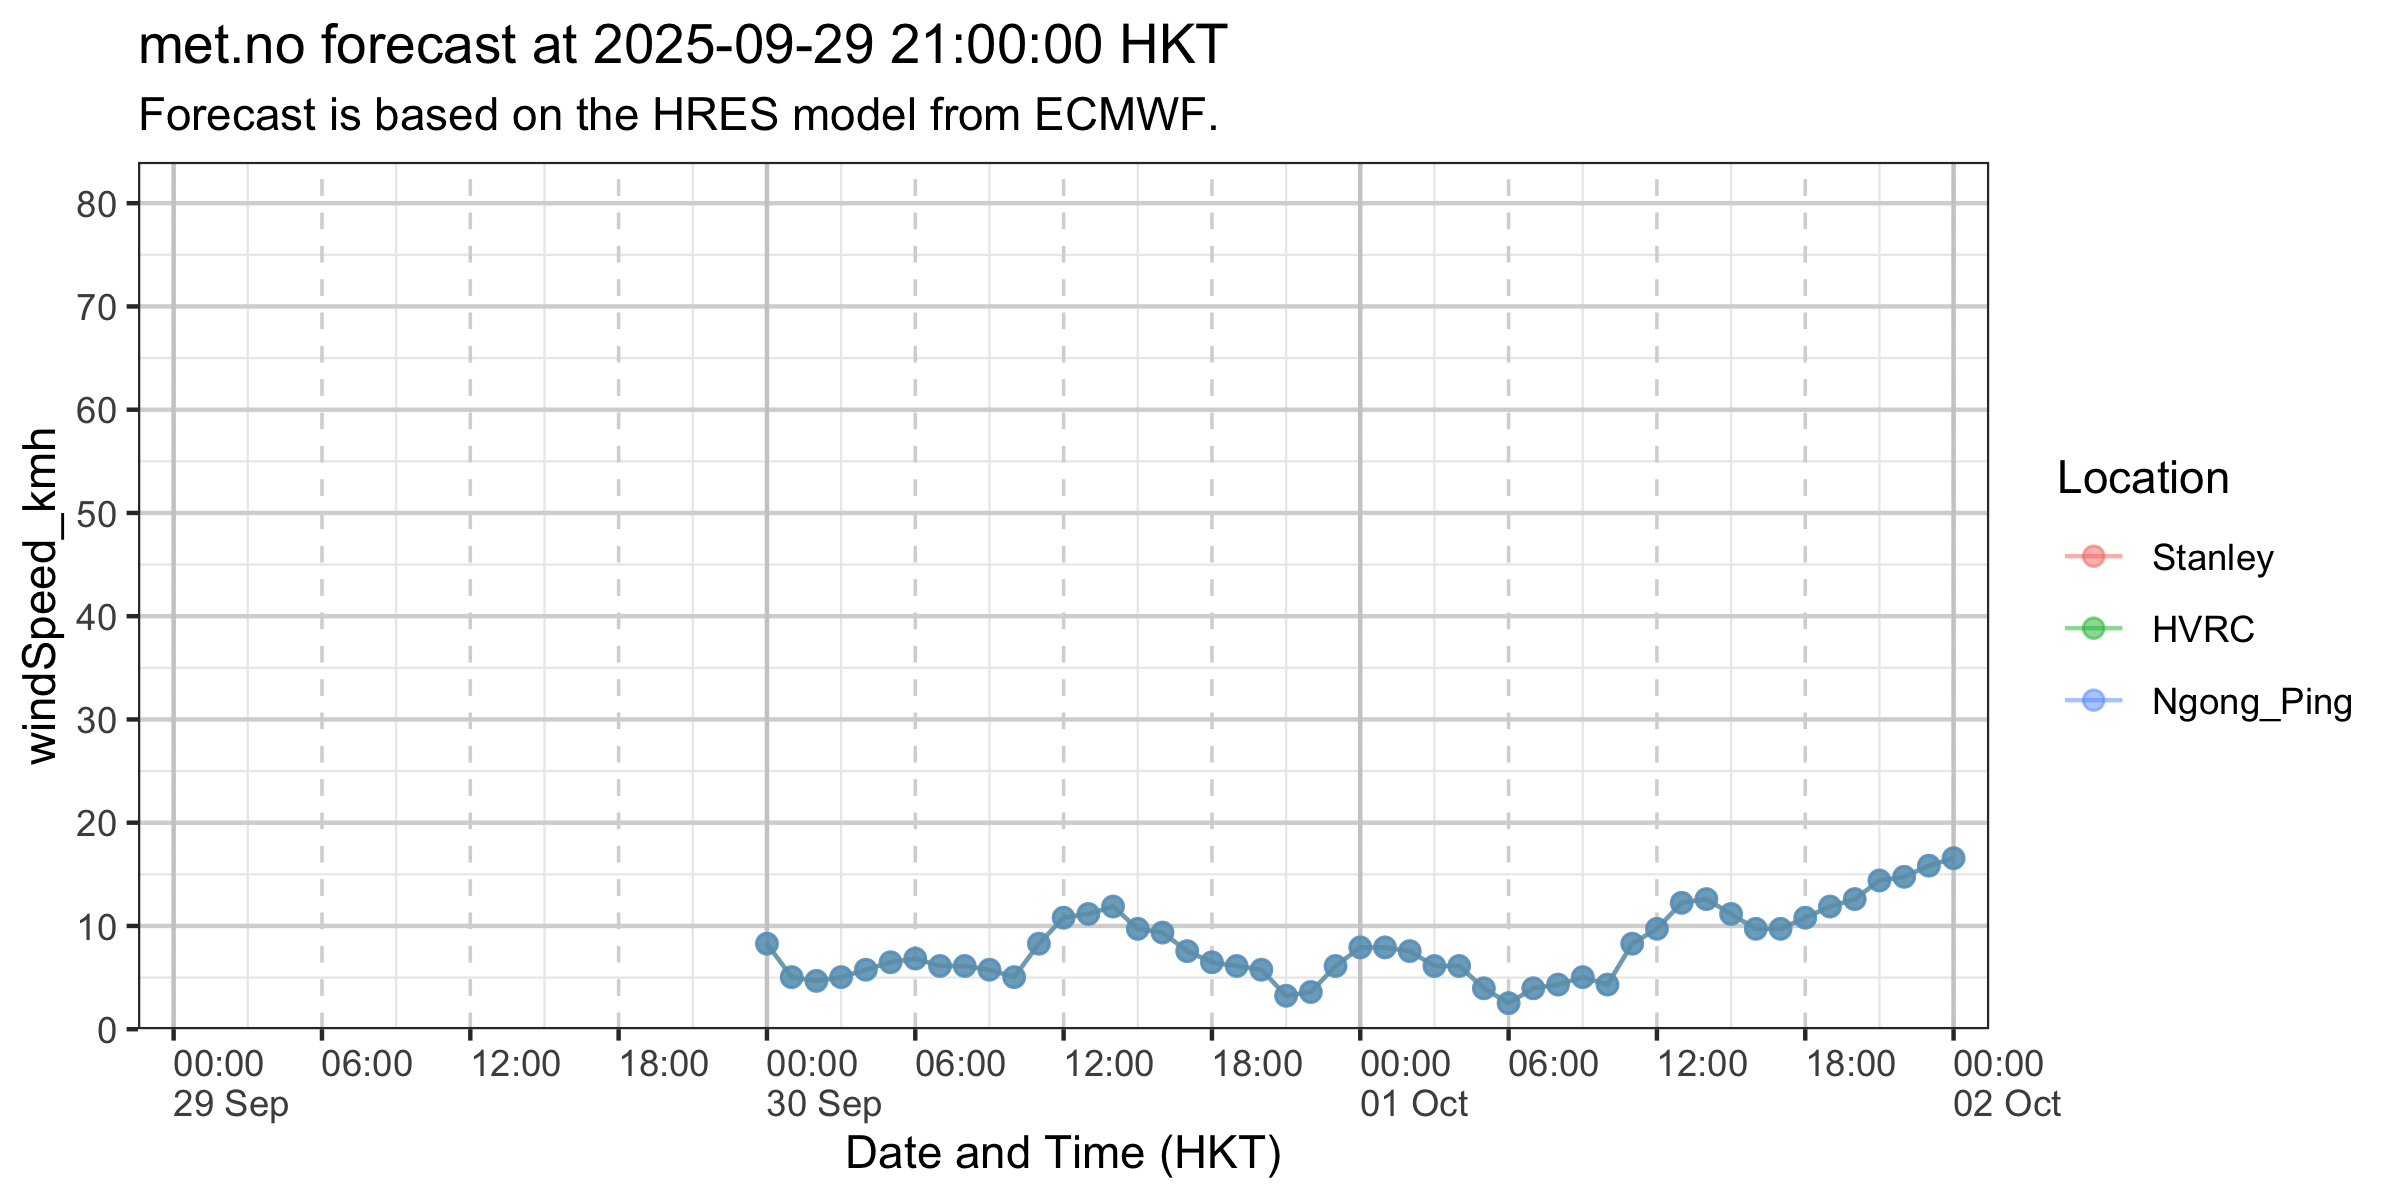 met.no forecast at 2025-09-29 21:00:00 HKT
Forecast is based on the HRES model from ECMWF.
windSpeed_kmh
80
70
60
50
40
30
20
10
0
00:00 06:00 12:00 18:00 00:00 06:00 12:00 18:00 00:00 06:00 12:00 18:00 00:00
29 Sep 30 Sep 01 Oct 02 Oct
Date and Time (HKT)
Location
Stanley
HVRC
Ngong_Ping